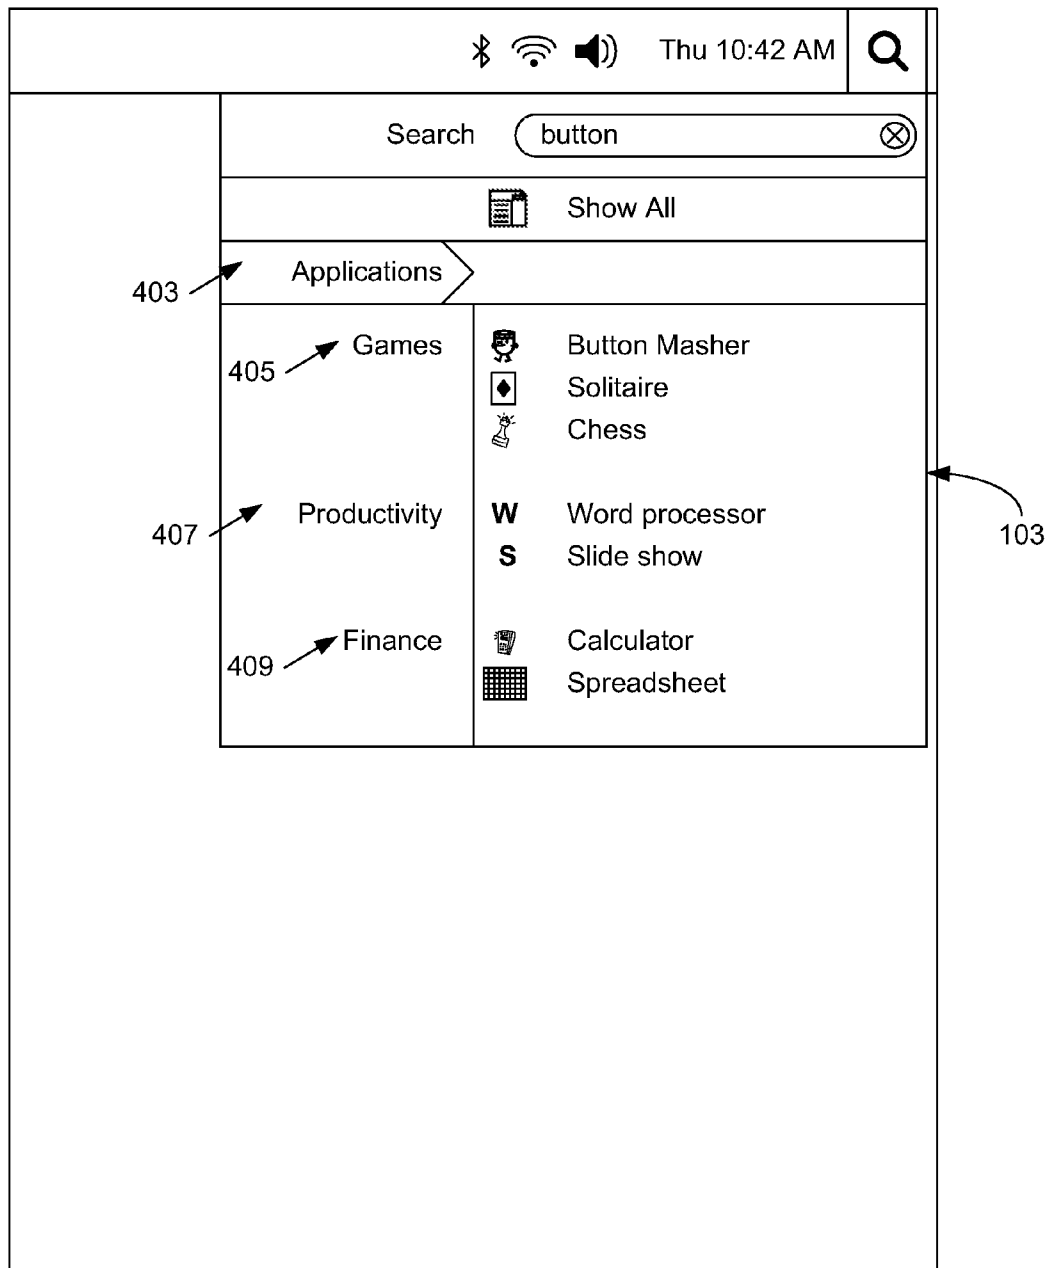 Thu 10:42 AM
Search button
Show All
403 Applications
405 Games Button Masher
Solitaire
Chess
103
407 Productivity W Word processor
S Slide show
409 Finance Calculator
Spreadsheet